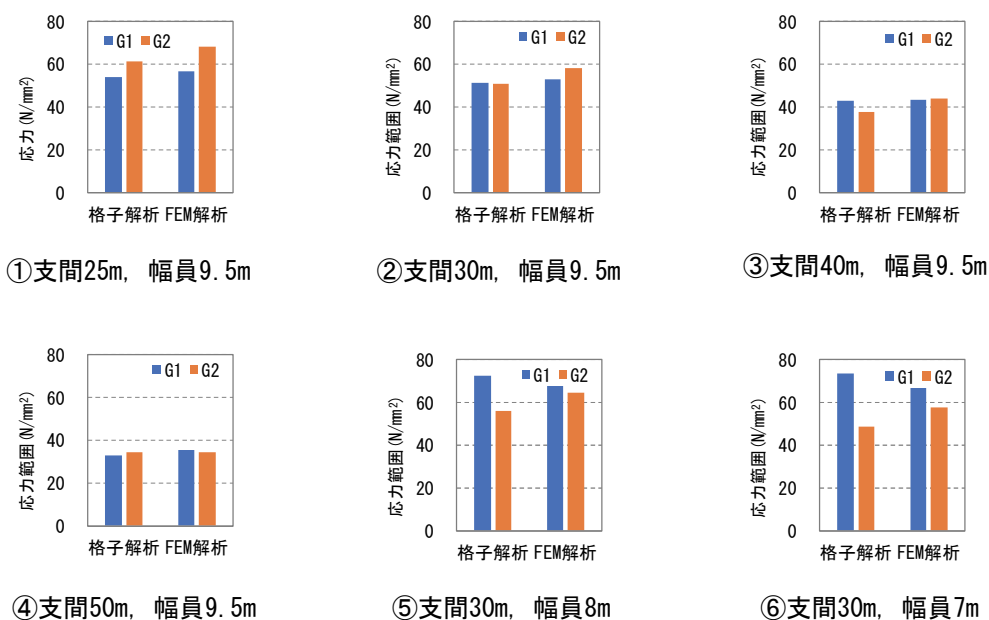 80
60
40
20
0
応力(N/mm²)
G1 G2
格子解析 FEM解析
①支間25m, 幅員9.5m
80
60
40
20
0
応力範囲(N/mm²)
G1 G2
格子解析 FEM解析
②支間30m, 幅員9.5m
80
60
40
20
0
応力範囲(N/mm²)
G1 G2
格子解析 FEM解析
③支間40m, 幅員9.5m
80
60
40
20
0
応力範囲(N/mm²)
G1 G2
格子解析 FEM解析
④支間50m, 幅員9.5m
80
60
40
20
0
応力範囲(N/mm²)
G1 G2
格子解析 FEM解析
⑤支間30m, 幅員8m
80
60
40
20
0
応力範囲(N/mm²)
G1 G2
格子解析 FEM解析
⑥支間30m, 幅員7m